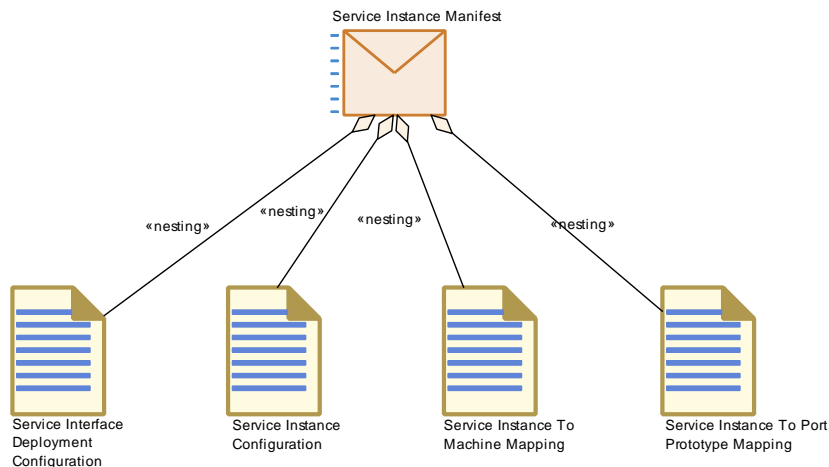 Service Instance Manifest
«nesting»
«nesting»
«nesting»
«nesting»
Service Interface
Deployment
Configuration
Service Instance
Configuration
Service Instance To
Machine Mapping
Service Instance To Port
Prototype Mapping